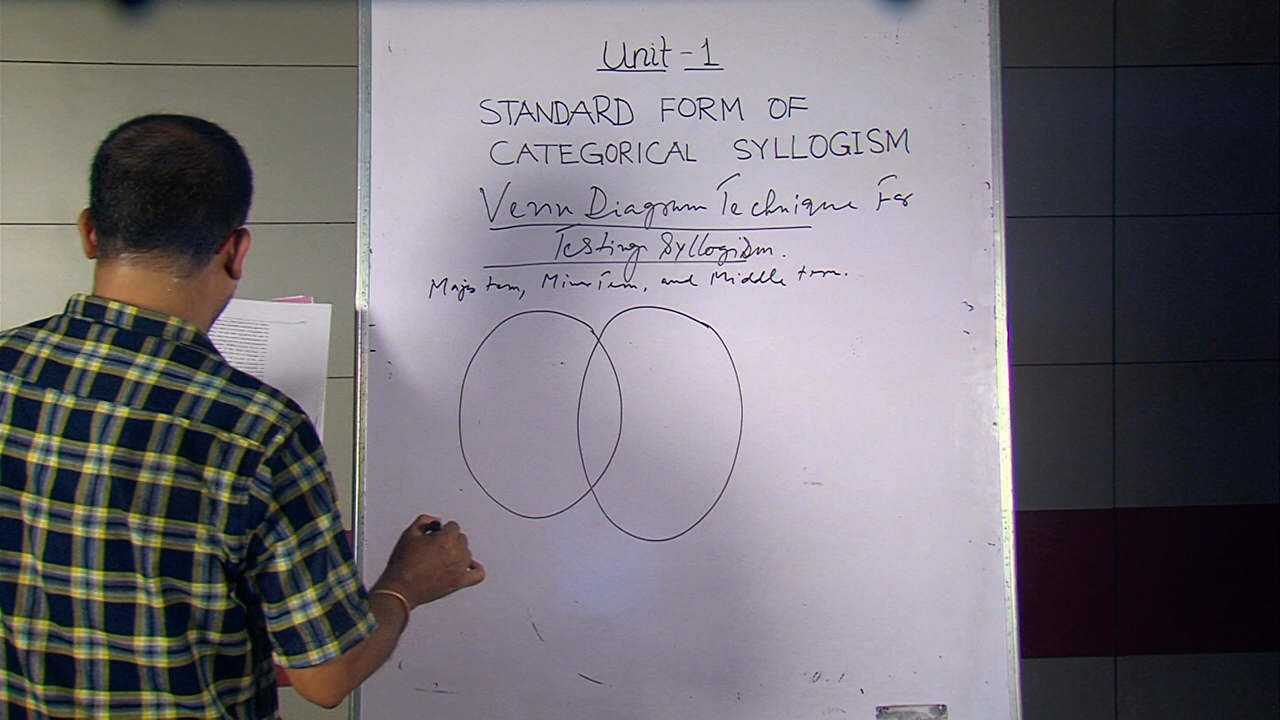 Unit - 1
STANDARD FORM OF
CATEGORICAL SYLLOGISM
Venn Diagram Technique For
Testing Syllogism.
Major term, Minor Term, and Middle term.